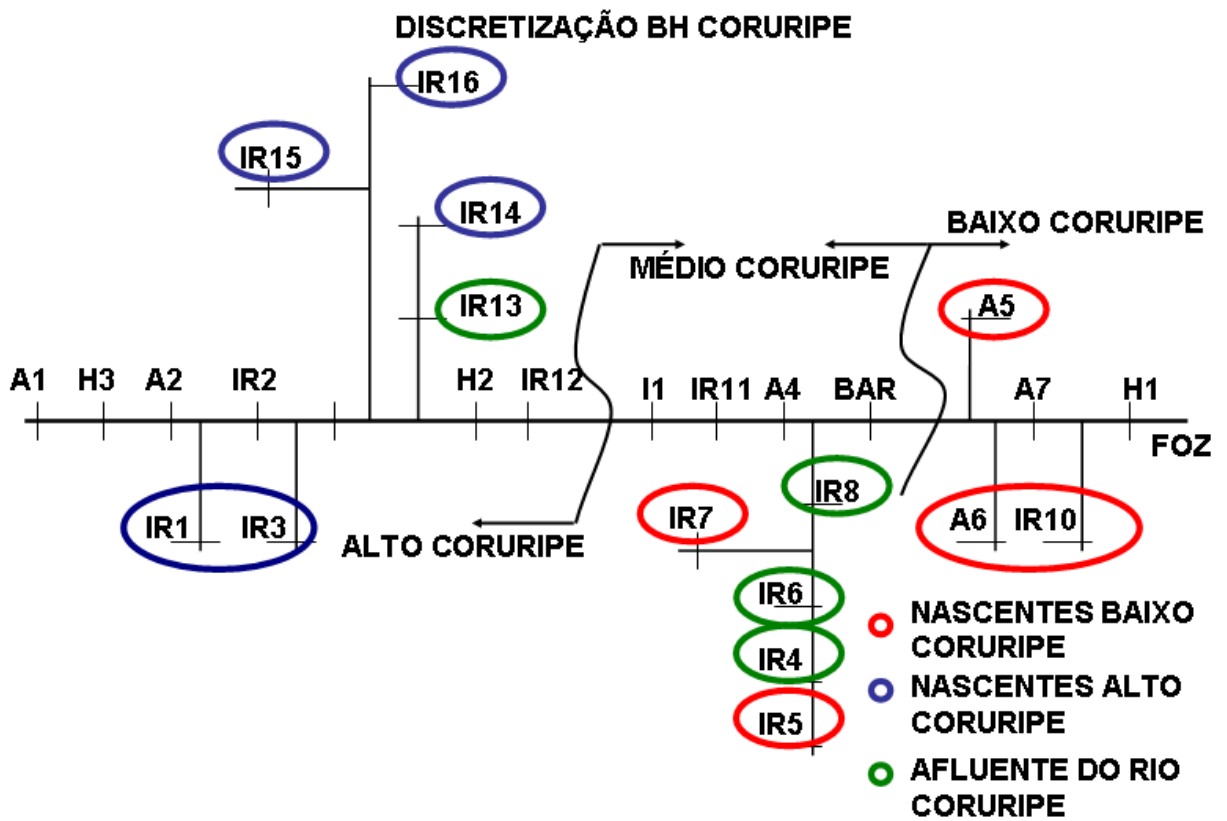 DISCRETIZAÇÃO BH CORURIPE
IR16
IR15
IR14
BAIXO CORURIPE
MÉDIO CORURIPE
IR13
A5
A1 H3 A2 IR2 H2 IR12 I1 IR11 A4 BAR A7 H1
FOZ
IR8
IR7
IR1 IR3 A6 IR10
ALTO CORURIPE
IR6
IR4
IR5
NASCENTES BAIXO
CORURIPE
NASCENTES ALTO
CORURIPE
AFLUENTE DO RIO
CORURIPE